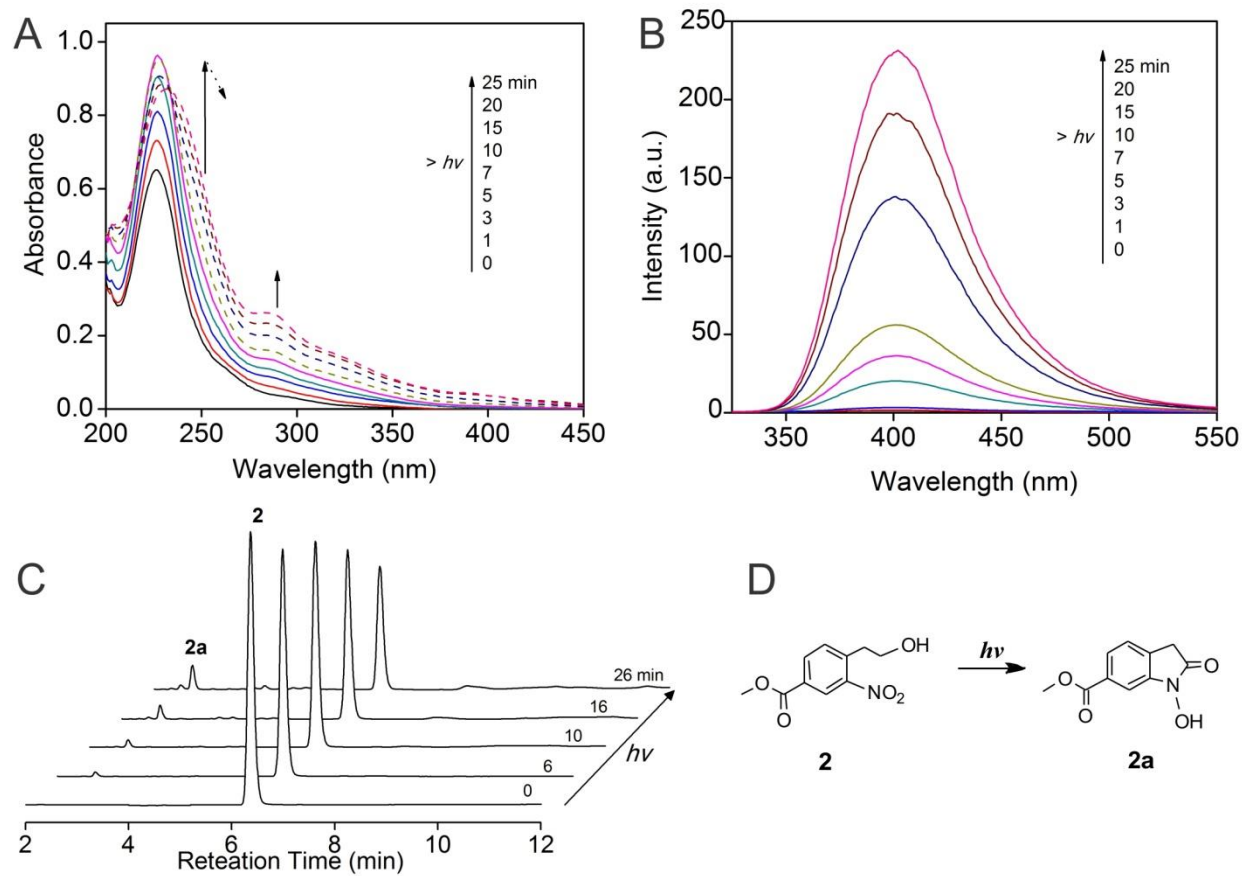 A
1.0
0.8
0.6
0.4
0.2
0.0
Absorbance
200 250 300 350 400 450
Wavelength (nm)
> hν
25 min
20
15
10
7
5
3
1
0
B
250
200
150
100
50
0
Intensity (a.u.)
350 400 450 500 550
Wavelength (nm)
> hν
25 min
20
15
10
7
5
3
1
0
C
2
2a
26 min
16
10
6
0
hν
2 4 6 8 10 12
Reteation Time (min)
D
OH
NO2
O
O
2
hν
O
N
OH
O
O
2a